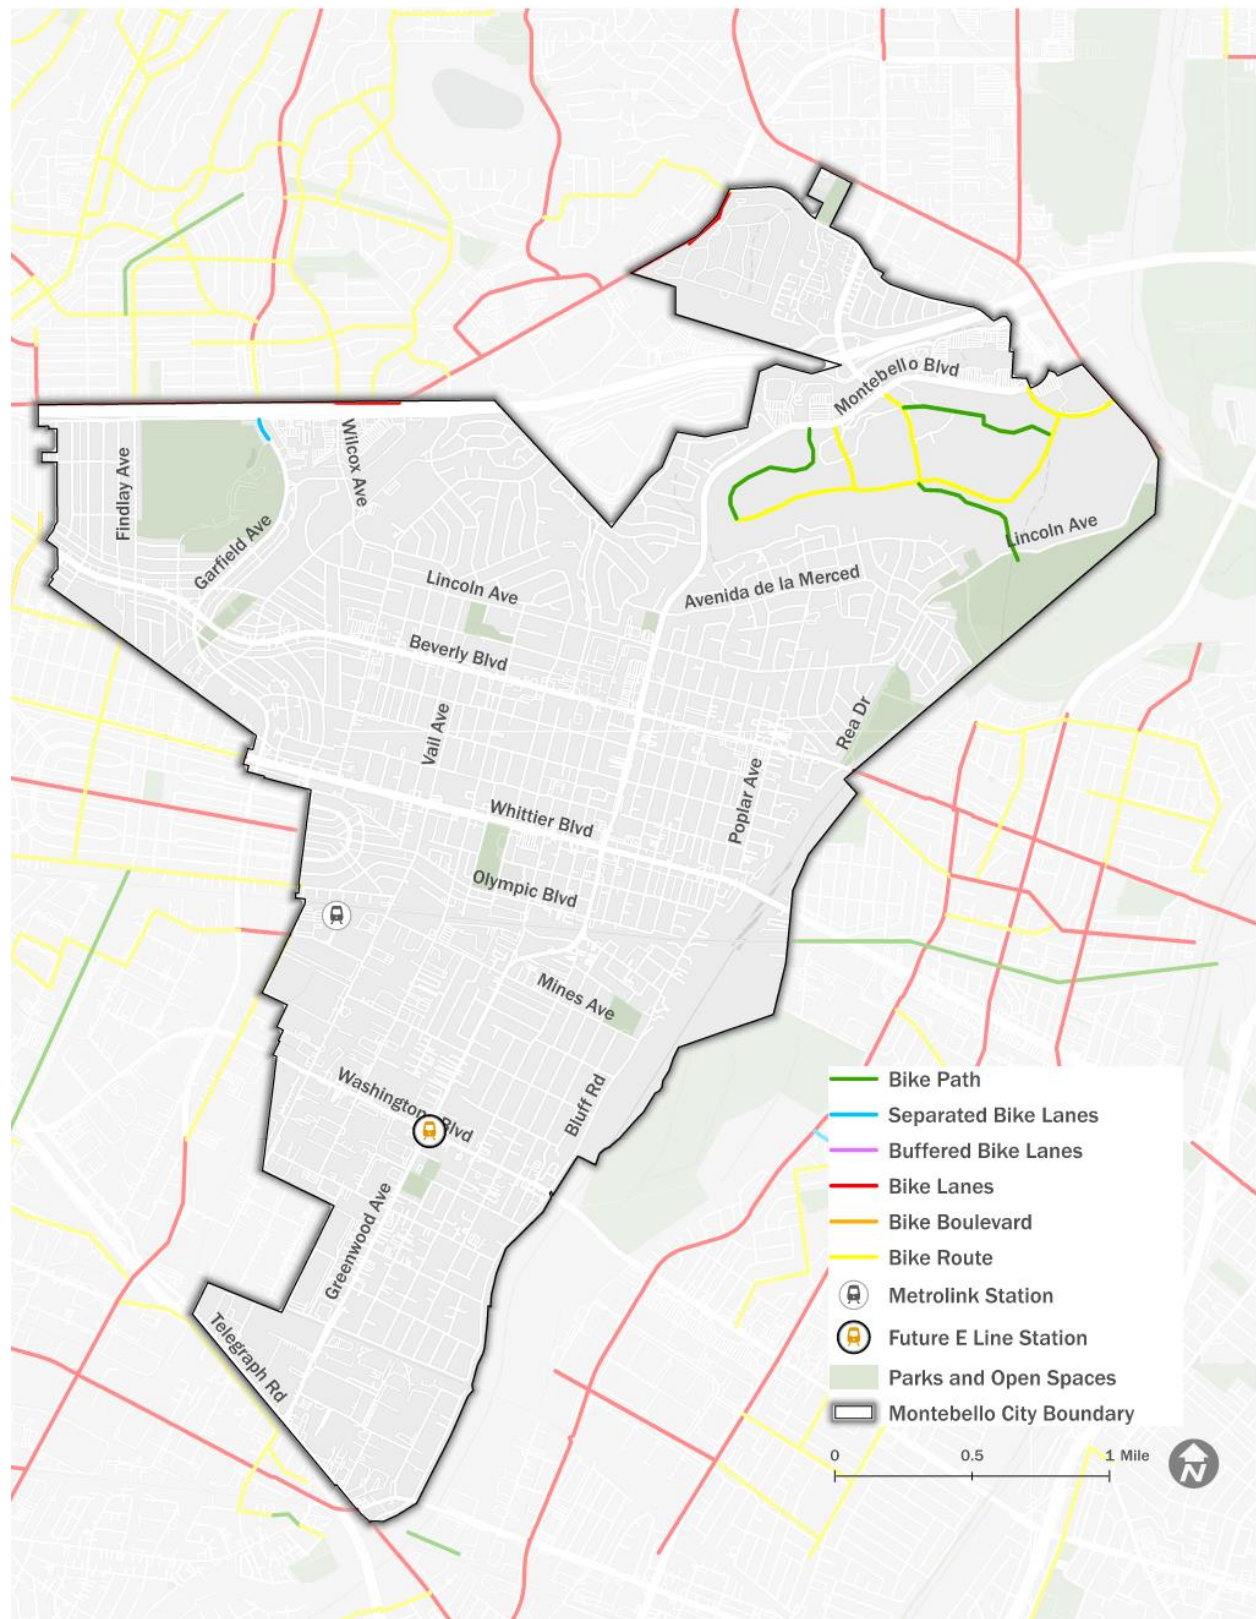 Montebello Blvd
Findlay Ave
Wilcox Ave
Garfield Ave
Lincoln Ave
Lincoln Ave
Avenida de la Merced
Beverly Blvd
Vail Ave
Rea Dr
Poplar Ave
Whittier Blvd
Olympic Blvd
Mines Ave
Washington Blvd
Bluff Rd
Greenwood Ave
Telegraph Rd
Bike Path
Separated Bike Lanes
Buffered Bike Lanes
Bike Lanes
Bike Boulevard
Bike Route
Metrolink Station
Future E Line Station
Parks and Open Spaces
Montebello City Boundary
0 0.5 1 Mile
N